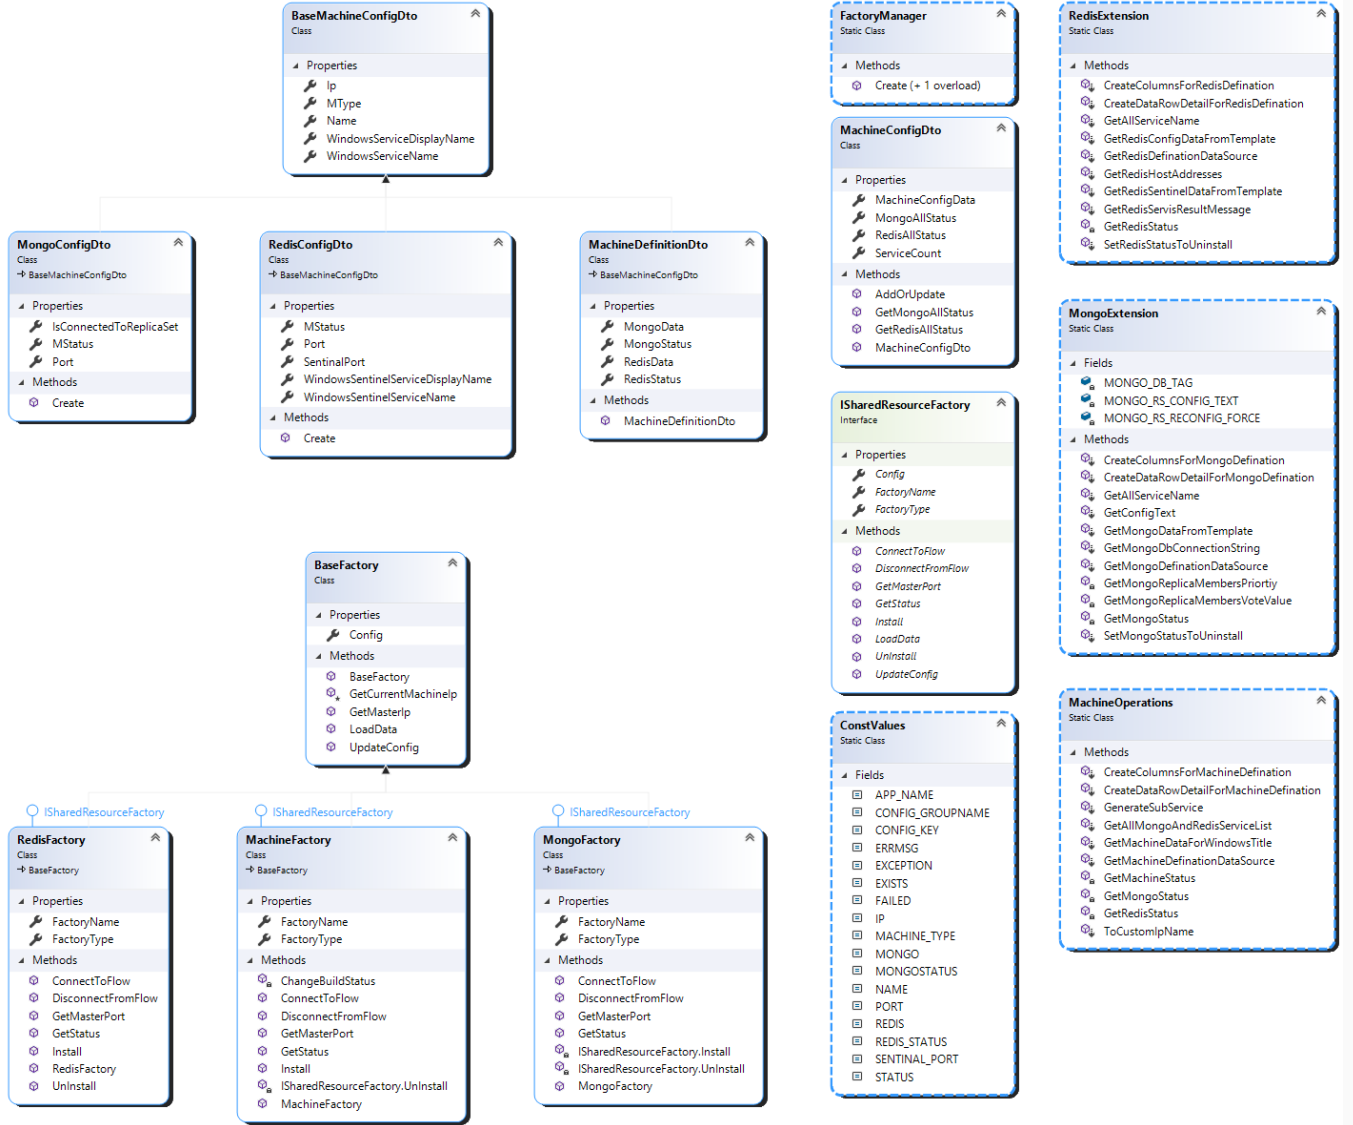 BaseMachineConfigDto
Class
Properties
Ip
MType
Name
WindowsServiceDisplayName
WindowsServiceName
MongoConfigDto
Class
BaseMachineConfigDto
Properties
IsConnectedToReplicaSet
MStatus
Port
Methods
Create
RedisConfigDto
Class
BaseMachineConfigDto
Properties
MStatus
Port
SentinalPort
WindowsSentinelServiceDisplayName
WindowsSentinelServiceName
Methods
Create
MachineDefinitionDto
Class
BaseMachineConfigDto
Properties
MongoData
MongoStatus
RedisData
RedisStatus
Methods
MachineDefinitionDto
BaseFactory
Class
Properties
Config
Methods
BaseFactory
GetCurrentMachineIp
GetMasterIp
LoadData
UpdateConfig
ISharedResourceFactory
RedisFactory
Class
BaseFactory
Properties
FactoryName
FactoryType
Methods
ConnectToFlow
DisconnectFromFlow
GetMasterPort
GetStatus
Install
RedisFactory
UnInstall
ISharedResourceFactory
MachineFactory
Class
BaseFactory
Properties
FactoryName
FactoryType
Methods
ChangeBuildStatus
ConnectToFlow
DisconnectFromFlow
GetMasterPort
GetStatus
Install
ISharedResourceFactory.UnInstall
MachineFactory
ISharedResourceFactory
MongoFactory
Class
BaseFactory
Properties
FactoryName
FactoryType
Methods
ConnectToFlow
DisconnectFromFlow
GetMasterPort
GetStatus
ISharedResourceFactory.Install
ISharedResourceFactory.UnInstall
MongoFactory
FactoryManager
Static Class
Methods
Create (+ 1 overload)
MachineConfigDto
Class
Properties
MachineConfigData
MongoAllStatus
RedisAllStatus
ServiceCount
Methods
AddOrUpdate
GetMongoAllStatus
GetRedisAllStatus
MachineConfigDto
ISharedResourceFactory
Interface
Properties
Config
FactoryName
FactoryType
Methods
ConnectToFlow
DisconnectFromFlow
GetMasterPort
GetStatus
Install
LoadData
UnInstall
UpdateConfig
ConstValues
Static Class
Fields
APP_NAME
CONFIG_GROUPNAME
CONFIG_KEY
ERRMSG
EXCEPTION
EXISTS
FAILED
IP
MACHINE_TYPE
MONGO
MONGOSTATUS
NAME
PORT
REDIS
REDIS_STATUS
SENTINAL_PORT
STATUS
RedisExtension
Static Class
Methods
CreateColumnsForRedisDefination
CreateDataRowDetailForRedisDefination
GetAllServiceName
GetRedisConfigDataFromTemplate
GetRedisDefinationDataSource
GetRedisHostAddresses
GetRedisSentinelDataFromTemplate
GetRedisServisResultMessage
GetRedisStatus
SetRedisStatusToUninstall
MongoExtension
Static Class
Fields
MONGO_DB_TAG
MONGO_RS_CONFIG_TEXT
MONGO_RS_RECONFIG_FORCE
Methods
CreateColumnsForMongoDefination
CreateDataRowDetailForMongoDefination
GetAllServiceName
GetConfigText
GetMongoDataFromTemplate
GetMongoDbConnectionString
GetMongoDefinationDataSource
GetMongoReplicaMembersPriortiy
GetMongoReplicaMembersVoteValue
GetMongoStatus
SetMongoStatusToUninstall
MachineOperations
Static Class
Methods
CreateColumnsForMachineDefination
CreateDataRowDetailForMachineDefination
GenerateSubService
GetAllMongoAndRedisServiceList
GetMachineDataForWindowsTitle
GetMachineDefinationDataSource
GetMachineStatus
GetMongoStatus
GetRedisStatus
ToCustomIpName